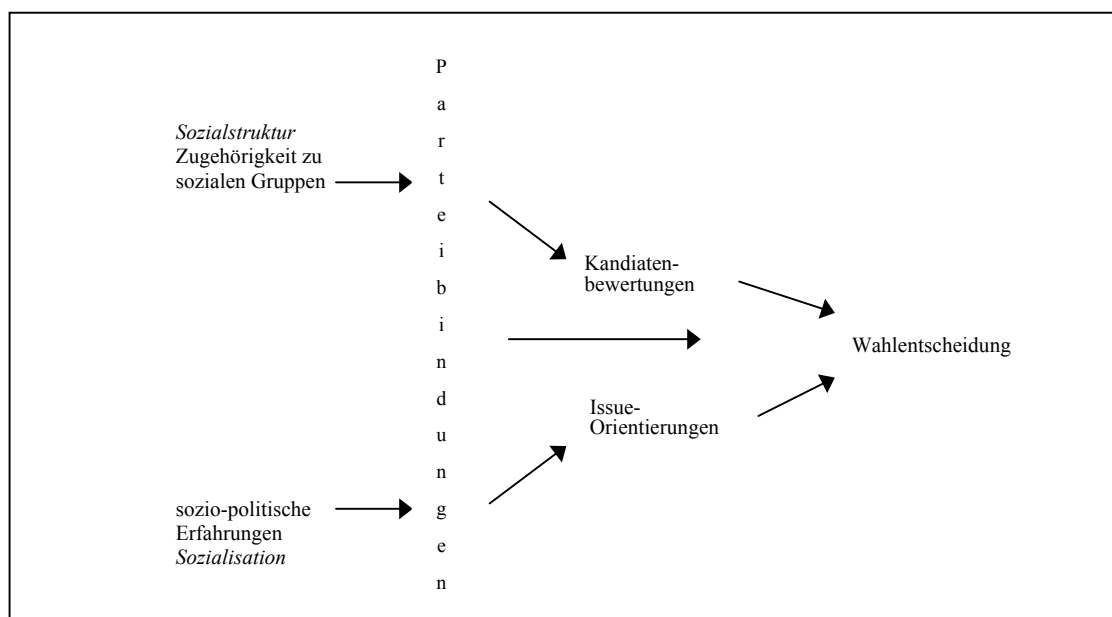 Sozialstruktur
Zugehörigkeit zu
sozialen Gruppen
sozio-politische
Erfahrungen
Sozialisation
P
a
r
t
e
i
b
i
n
d
u
n
g
e
n
Kandiaten-
bewertungen
Issue-
Orientierungen
Wahlentscheidung